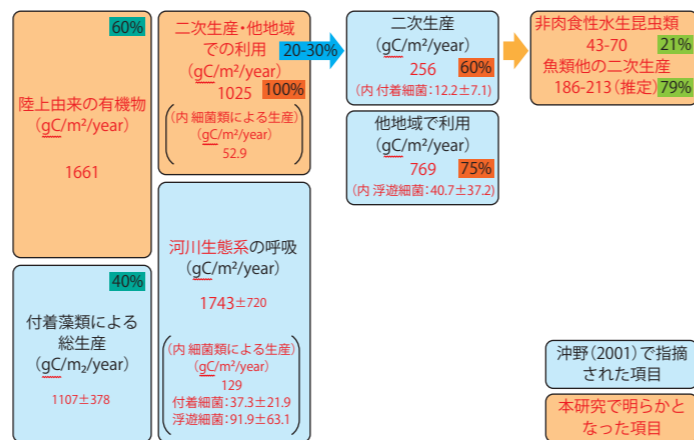 60%
陸上由来の有機物
(gC/m²/year)
1661
40%
付着藻類による
総生産
(gC/m₂/year)
1107±378
二次生産・他地域
での利用
(gC/m²/year)
1025
100%
(内 細菌類による生産)
(gC/m²/year)
52.9
20-30%
河川生態系の呼吸
(gC/m²/year)
1743±720
(内 細菌類による生産)
(gC/m²/year)
129
付着細菌:37.3±21.9
浮遊細菌:91.9±63.1
二次生産
(gC/m²/year)
256
60%
(内 付着細菌:12.2±7.1)
他地域で利用
(gC/m²/year)
769
75%
(内 浮遊細菌:40.7±37.2)
非肉食性水生昆虫類
43-70
21%
魚類他の二次生産
186-213(推定)
79%
沖野(2001)で指摘
された項目
本研究で明らかと
なった項目